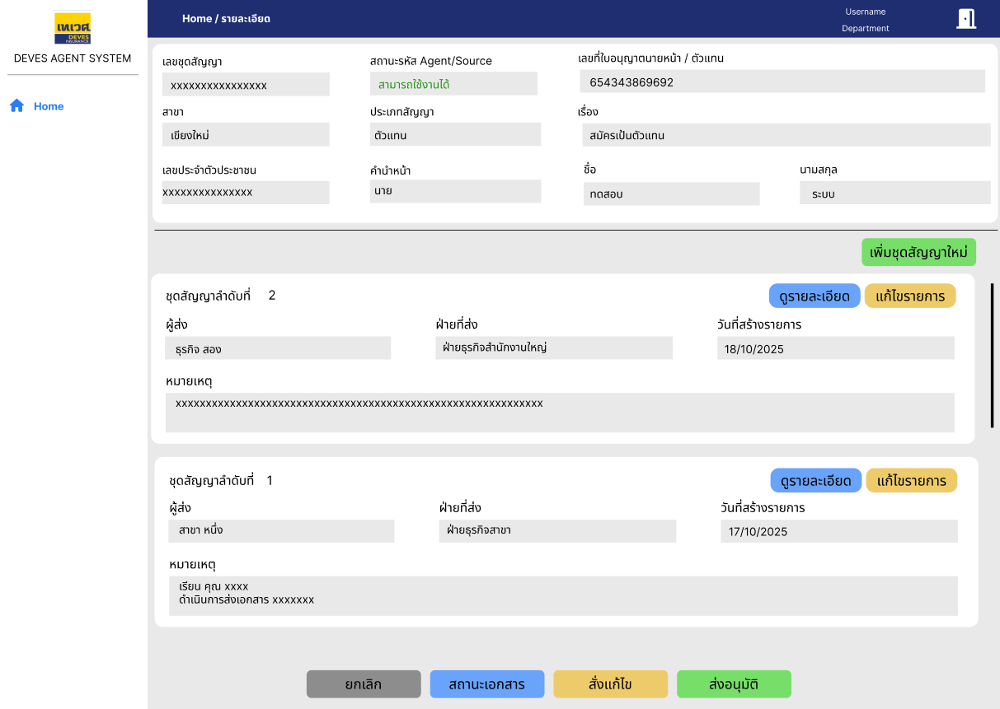 เทเวศ
DEVES
INSURANCE
DEVES AGENT SYSTEM
Home
Home / รายละเอียด
Username
Department
เลขชุดสัญญา
สถานะรหัส Agent/Source
เลขที่ใบอนุญาตนายหน้า / ตัวแทน
xxxxxxxxxxxxxxxx
สามารถใช้งานได้
654343869692
สาขา
ประเภทสัญญา
เรื่อง
เชียงใหม่
ตัวแทน
สมัครเป้นตัวแทน
เลขประจำตัวประชาชน
คำนำหน้า
ชื่อ
นามสกุล
xxxxxxxxxxxxxxx
นาย
ทดสอบ
ระบบ
เพิ่มชุดสัญญาใหม่
ชุดสัญญาลำดับที่ 2
ดูรายละเอียด
แก้ไขรายการ
ผู้ส่ง
ฝ่ายที่ส่ง
วันที่สร้างรายการ
ธุรกิจ สอง
ฝ่ายธุรกิจสำนักงานใหญ่
18/10/2025
หมายเหตุ
xxxxxxxxxxxxxxxxxxxxxxxxxxxxxxxxxxxxxxxxxxxxxxxxxxxxxxxxxxxxx
ชุดสัญญาลำดับที่ 1
ดูรายละเอียด
แก้ไขรายการ
ผู้ส่ง
ฝ่ายที่ส่ง
วันที่สร้างรายการ
สาขา หนึ่ง
ฝ่ายธุรกิจสาขา
17/10/2025
หมายเหตุ
เรียน คุณ xxxx
ดำเนินการส่งเอกสาร xxxxxxx
ยกเลิก
สถานะเอกสาร
สั่งแก้ไข
ส่งอนุมัติ